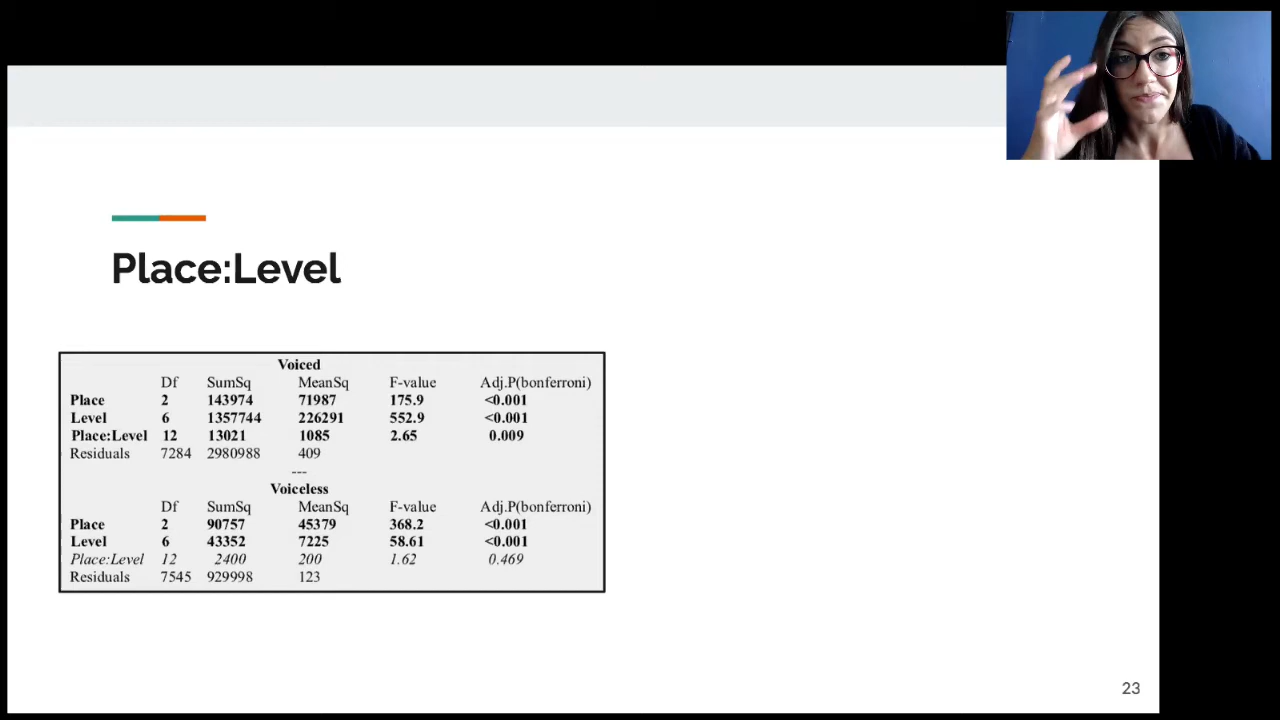 Place:Level
Voiced
Df SumSq MeanSq F-value Adj.P(bonferroni)
Place 2 143974 71987 175.9 <0.001
Level 6 1357744 226291 552.9 <0.001
Place:Level 12 13021 1085 2.65 0.009
Residuals 7284 2980988 409
---
Voiceless
Df SumSq MeanSq F-value Adj.P(bonferroni)
Place 2 90757 45379 368.2 <0.001
Level 6 43352 7225 58.61 <0.001
Place:Level 12 2400 200 1.62 0.469
Residuals 7545 929998 123
23